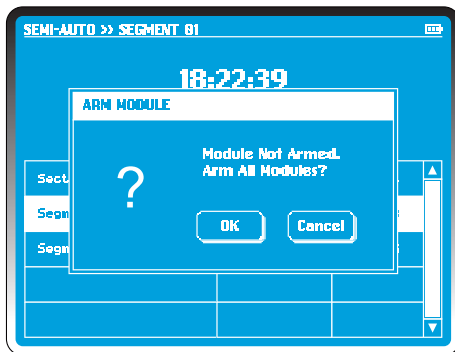 SEMI-AUTO >> SEGMENT 01
18:22:39
ARM MODULE
?
Module Not Armed.
Arm All Modules?
OK
Cancel
Sect
Segm
Segm